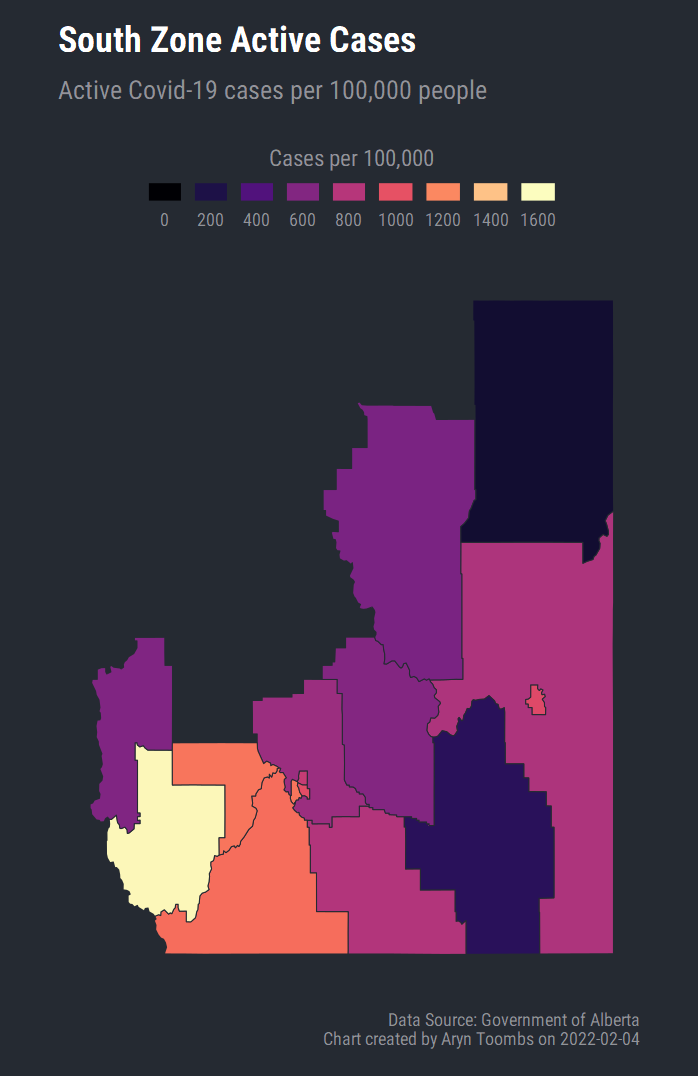 South Zone Active Cases
Active Covid-19 cases per 100,000 people
Cases per 100,000
0 200 400 600 800 1000 1200 1400 1600
Data Source: Government of Alberta
Chart created by Aryn Toombs on 2022-02-04